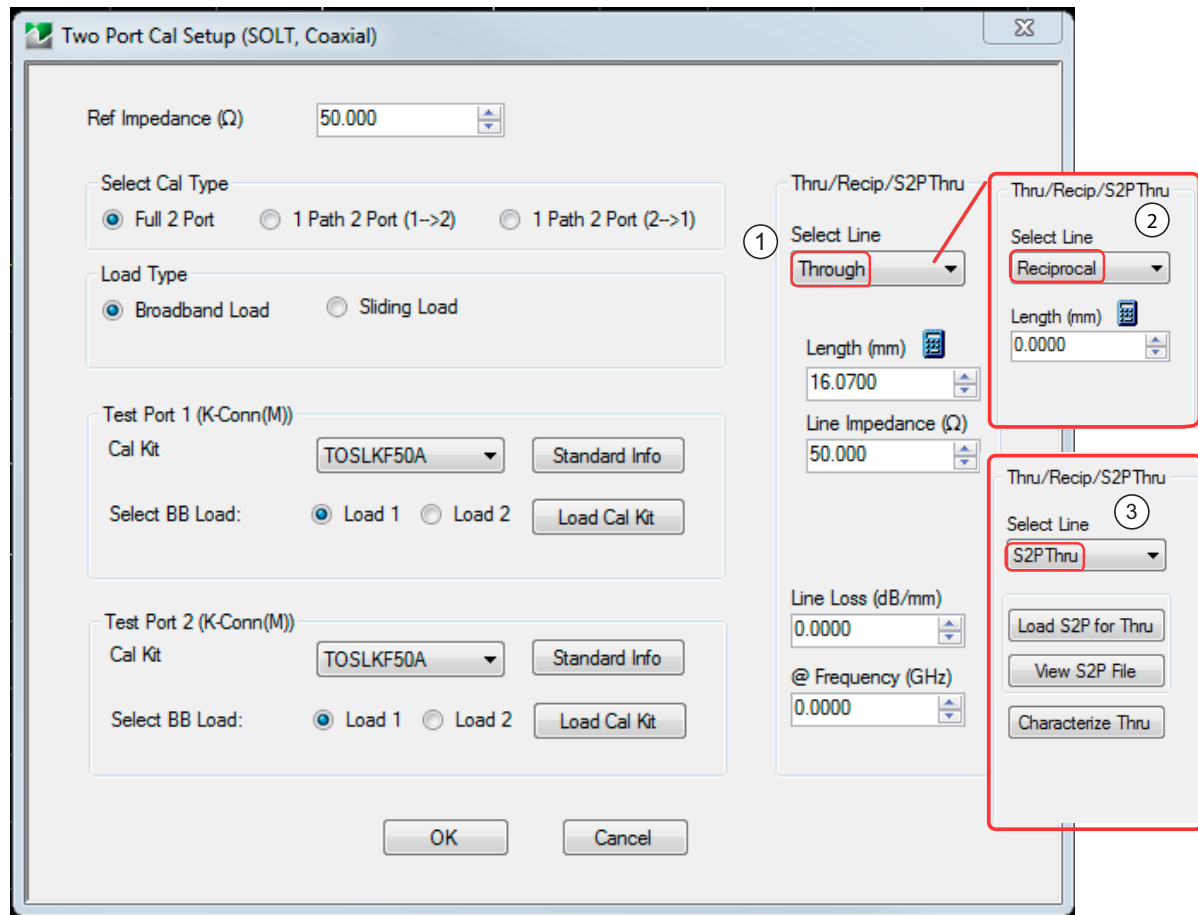 Two Port Cal Setup (SOLT, Coaxial)
Ref Impedance (Ω)
50.000
Select Cal Type
Full 2 Port
1 Path 2 Port (1-->2)
1 Path 2 Port (2-->1)
Load Type
Broadband Load
Sliding Load
Test Port 1 (K-Conn(M))
Cal Kit
TOSLKF50A
Standard Info
Select BB Load:
Load 1
Load 2
Load Cal Kit
Test Port 2 (K-Conn(M))
Cal Kit
TOSLKF50A
Standard Info
Select BB Load:
Load 1
Load 2
Load Cal Kit
Thru/Recip/S2PThru
1
Select Line
Through
Length (mm)
16.0700
Line Impedance (Ω)
50.000
Line Loss (dB/mm)
0.0000
@ Frequency (GHz)
0.0000
Thru/Recip/S2PThru
2
Select Line
Reciprocal
Length (mm)
0.0000
Thru/Recip/S2PThru
3
Select Line
S2PThru
Load S2P for Thru
View S2P File
Characterize Thru
OK
Cancel